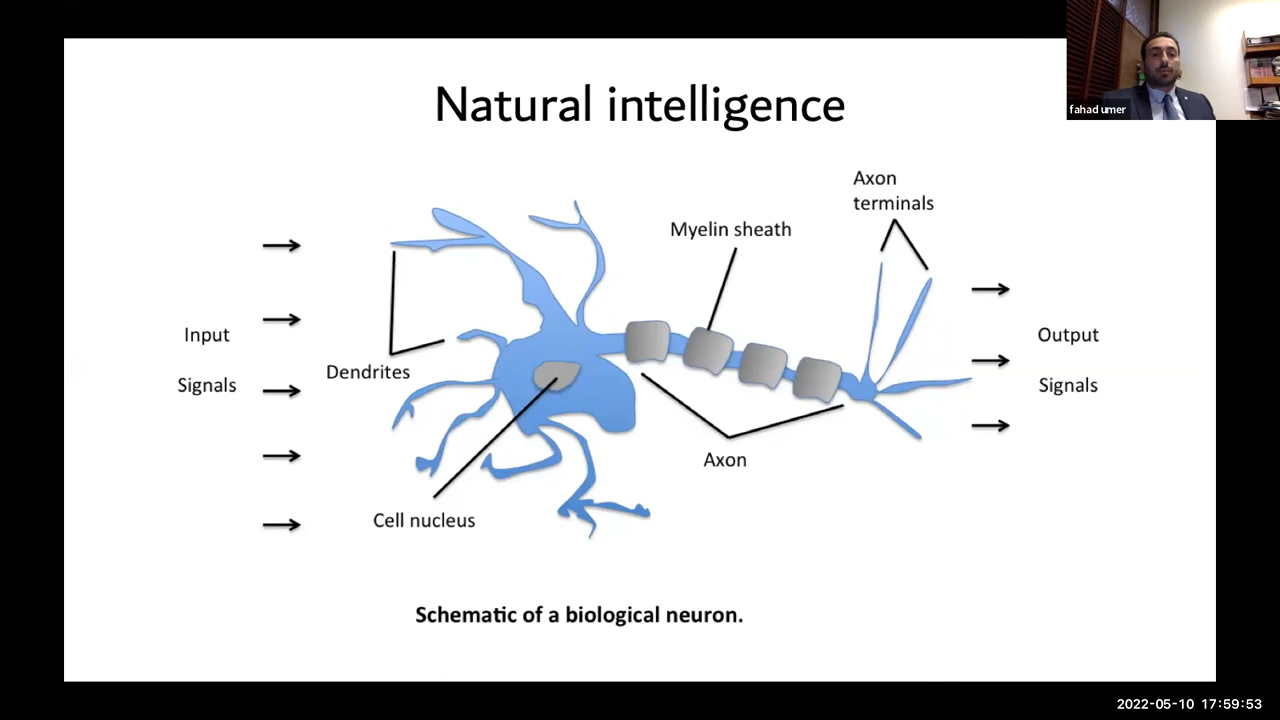 Natural intelligence
fahad umer
Axon
terminals
Myelin sheath
Input
Signals
Dendrites
Output
Signals
Axon
Cell nucleus
Schematic of a biological neuron.
2022-05-10 17:59:53